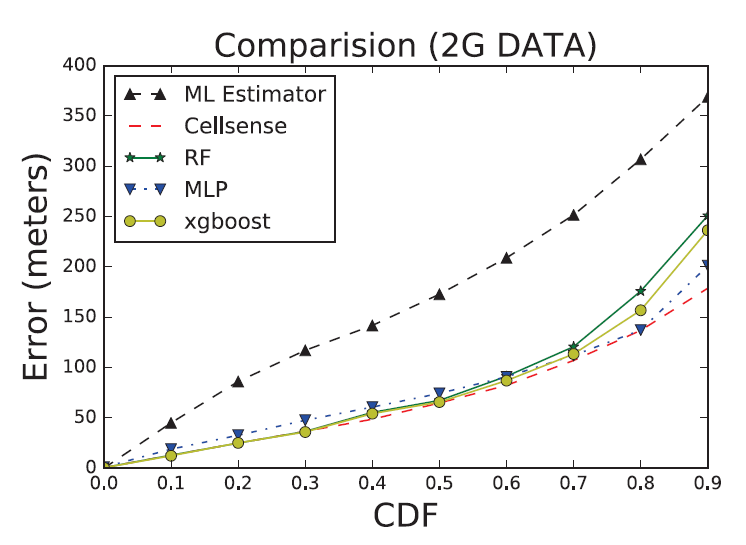 Comparision (2G DATA)
400
350
300
250
200
150
100
50
0
Error (meters)
ML Estimator
Cellsense
RF
MLP
xgboost
0.0 0.1 0.2 0.3 0.4 0.5 0.6 0.7 0.8 0.9
CDF